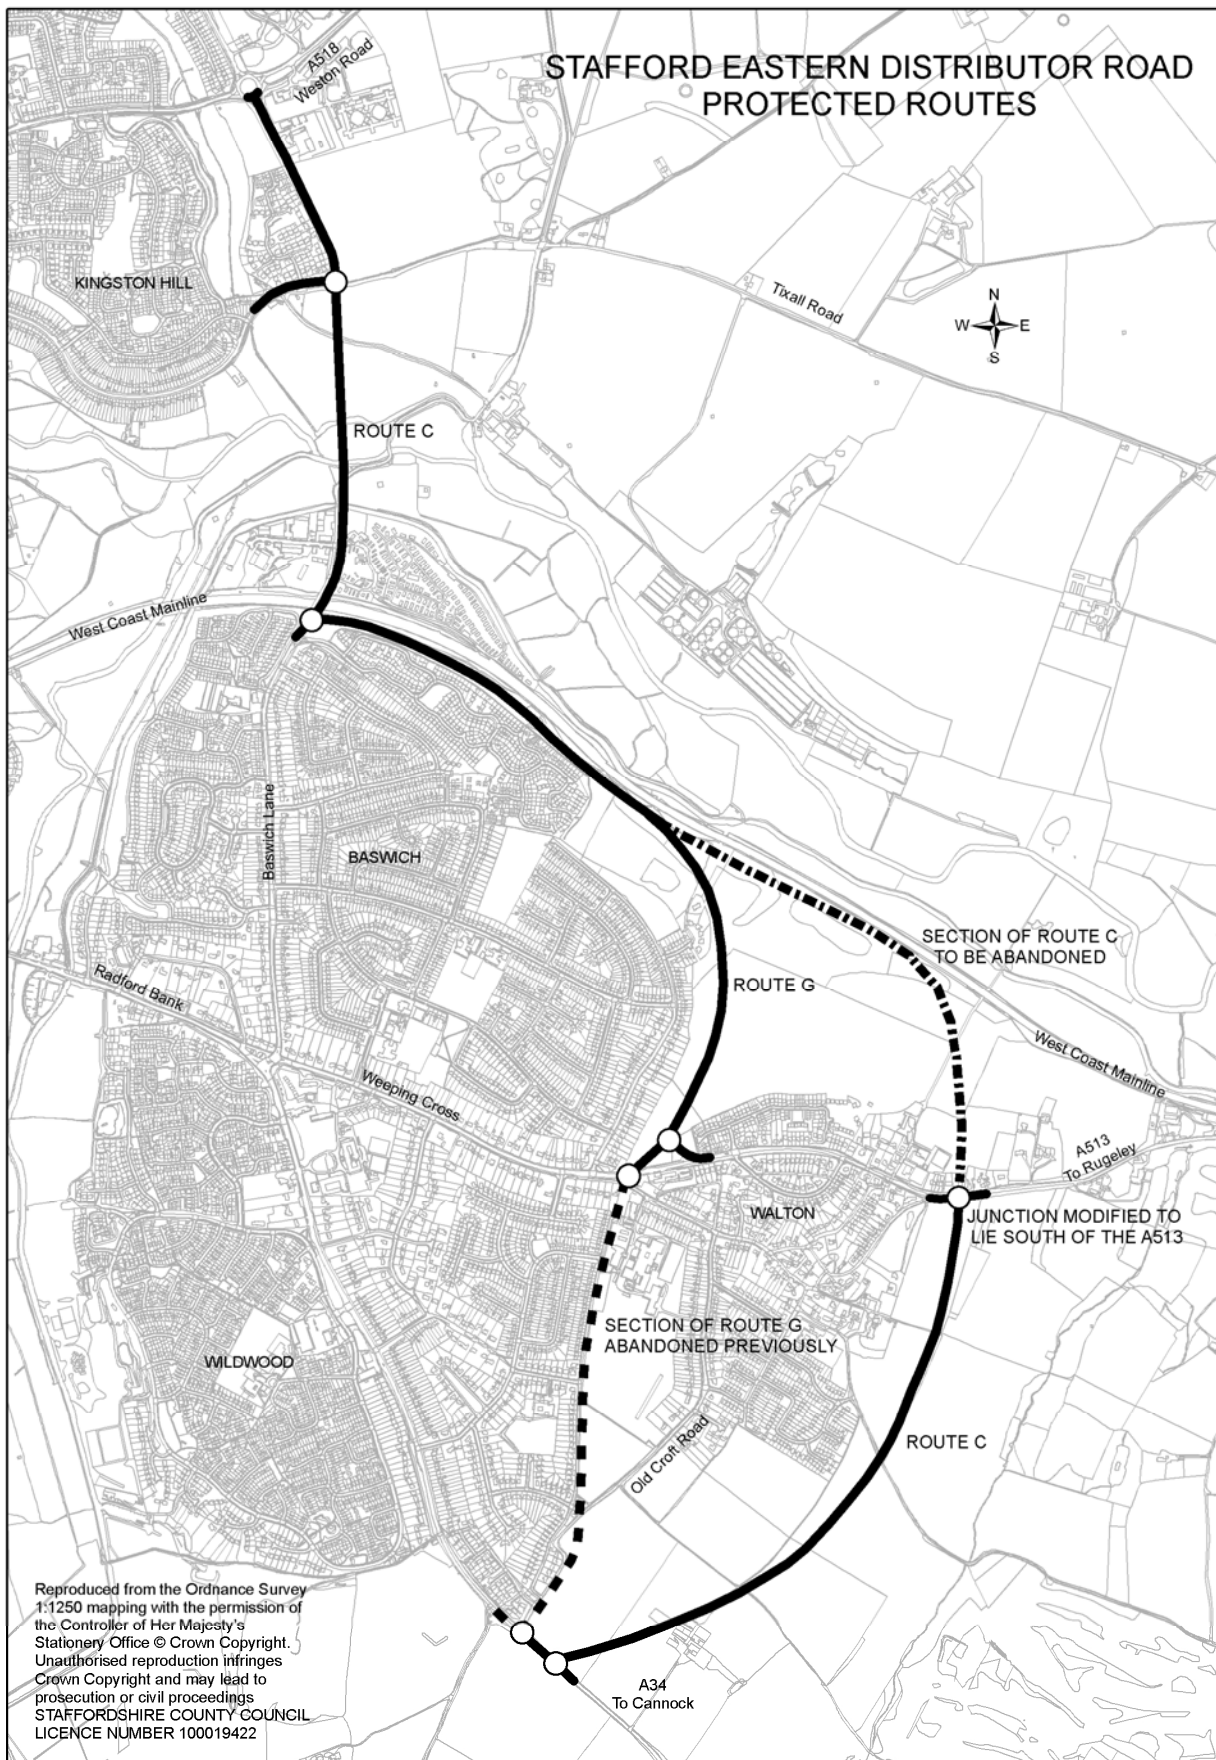 A518
Weston Road
STAFFORD EASTERN DISTRIBUTOR ROAD
PROTECTED ROUTES
KINGSTON HILL
Tixall Road
N
W E
S
ROUTE C
West Coast Mainline
Baswich Lane
BASWICH
SECTION OF ROUTE C
TO BE ABANDONED
Radford Bank
ROUTE G
West Coast Mainline
Weeping Cross
A513
To Rugeley
WALTON
JUNCTION MODIFIED TO
LIE SOUTH OF THE A513
SECTION OF ROUTE G
ABANDONED PREVIOUSLY
WILDWOOD
Old Croft Road
ROUTE C
Reproduced from the Ordnance Survey
1:1250 mapping with the permission of
the Controller of Her Majesty's
Stationery Office © Crown Copyright.
Unauthorised reproduction infringes
Crown Copyright and may lead to
prosecution or civil proceedings
STAFFORDSHIRE COUNTY COUNCIL
LICENCE NUMBER 100019422
A34
To Cannock